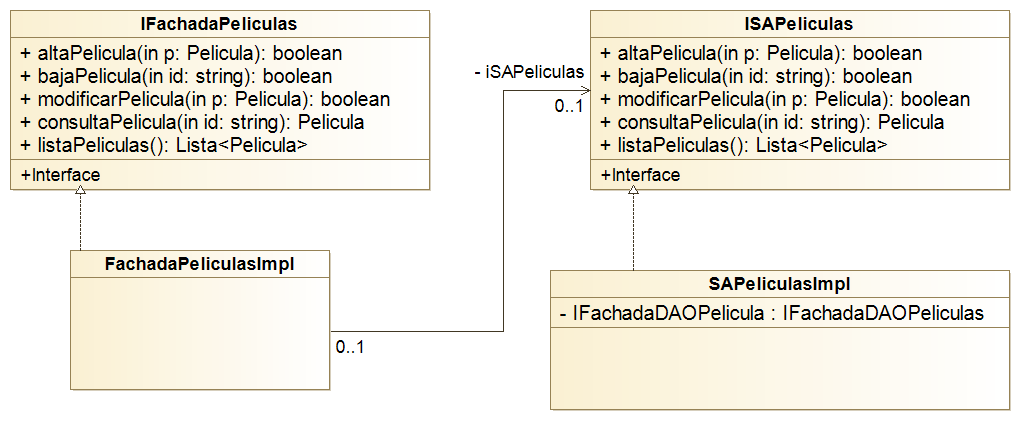 IFachadaPeliculas
+ altaPelicula(in p: Pelicula): boolean
+ bajaPelicula(in id: string): boolean
+ modificarPelicula(in p: Pelicula): boolean
+ consultaPelicula(in id: string): Pelicula
+ listaPeliculas(): Lista<Pelicula>
+Interface
- iSAPeliculas
0..1
ISAPeliculas
+ altaPelicula(in p: Pelicula): boolean
+ bajaPelicula(in id: string): boolean
+ modificarPelicula(in p: Pelicula): boolean
+ consultaPelicula(in id: string): Pelicula
+ listaPeliculas(): Lista<Pelicula>
+Interface
FachadaPeliculasImpl
0..1
SAPeliculasImpl
- IFachadaDAOPelicula : IFachadaDAOPeliculas